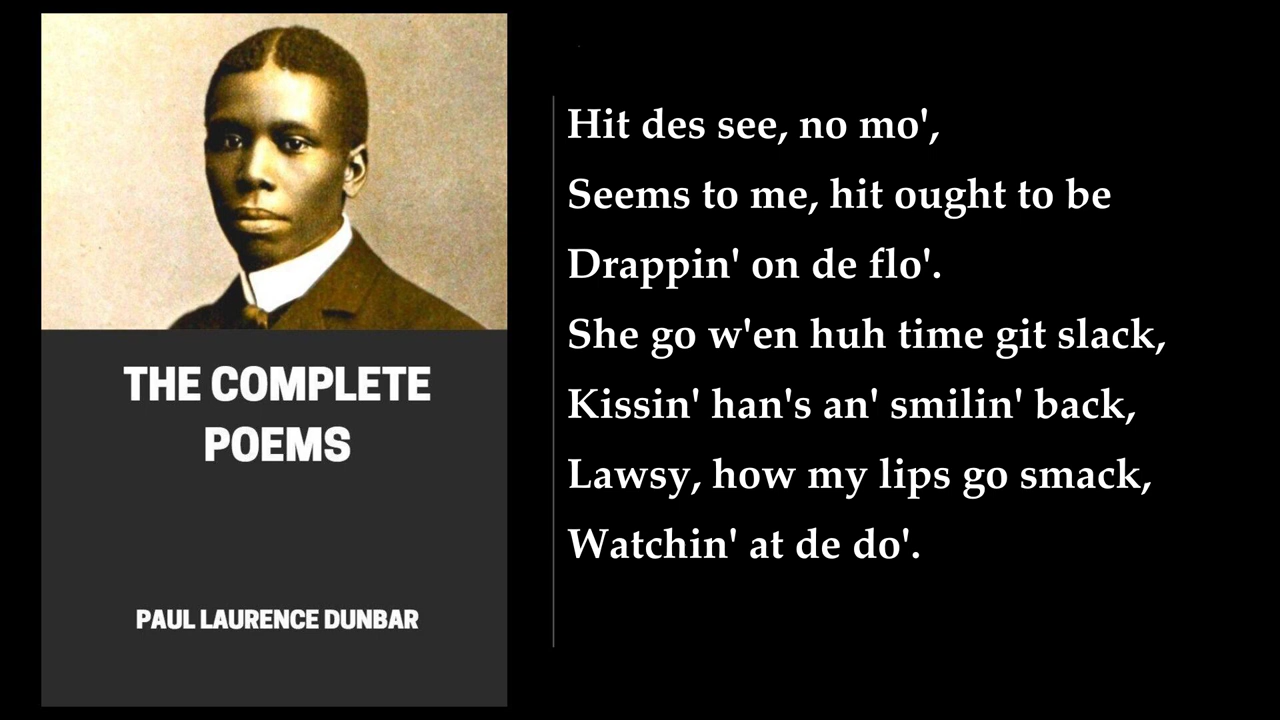 THE COMPLETE
POEMS
PAUL LAURENCE DUNBAR
Hit des see, no mo',
Seems to me, hit ought to be
Drappin' on de flo'.
She go w'en huh time git slack,
Kissin' han's an' smilin' back,
Lawsy, how my lips go smack,
Watchin' at de do'.